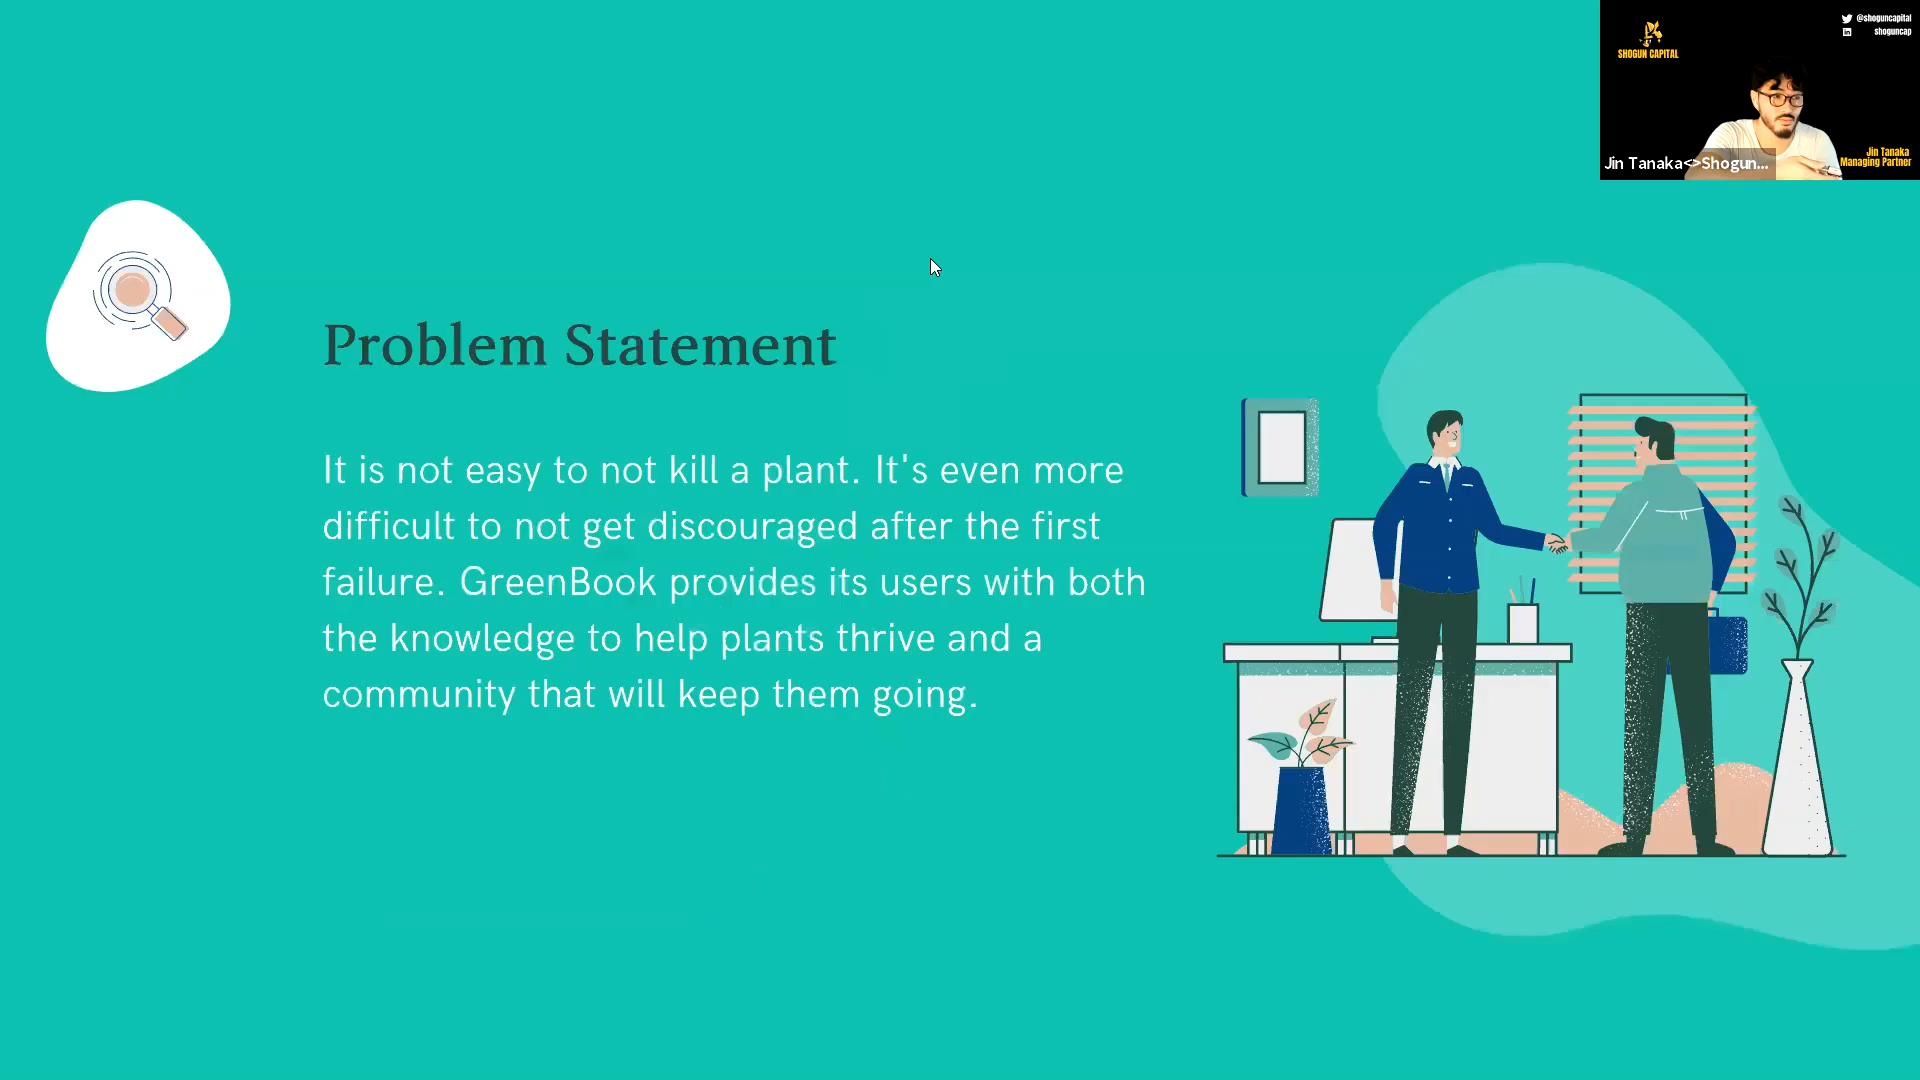 @shoguncapital
shoguncap
SHOGUN CAPITAL
Jin Tanaka
Managing Partner
Jin Tanaka<>Shogun...
Problem Statement
It is not easy to not kill a plant. It's even more
difficult to not get discouraged after the first
failure. GreenBook provides its users with both
the knowledge to help plants thrive and a
community that will keep them going.